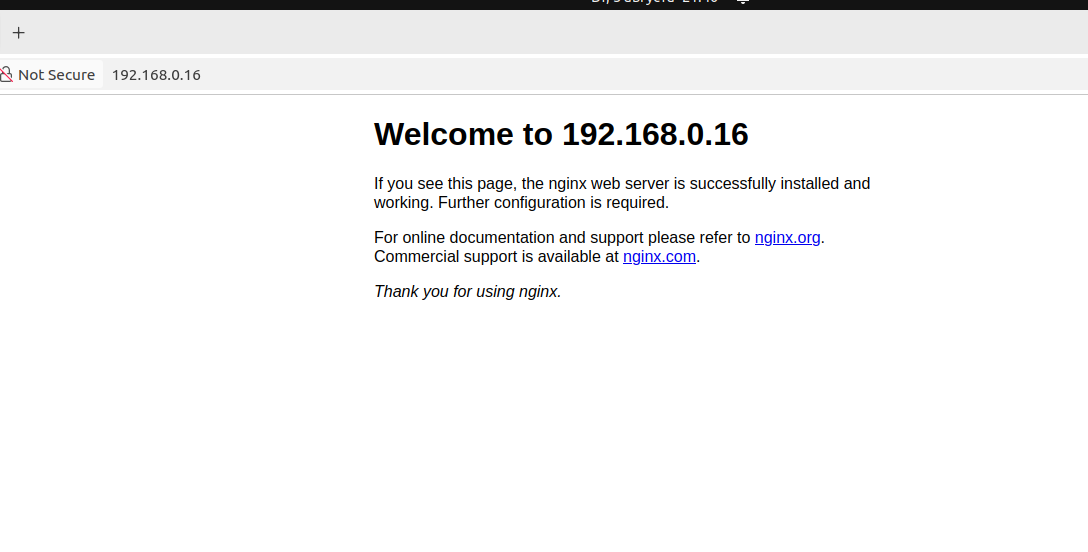 +
Not Secure 192.168.0.16
Welcome to 192.168.0.16
If you see this page, the nginx web server is successfully installed and
working. Further configuration is required.
For online documentation and support please refer to nginx.org.
Commercial support is available at nginx.com.
Thank you for using nginx.